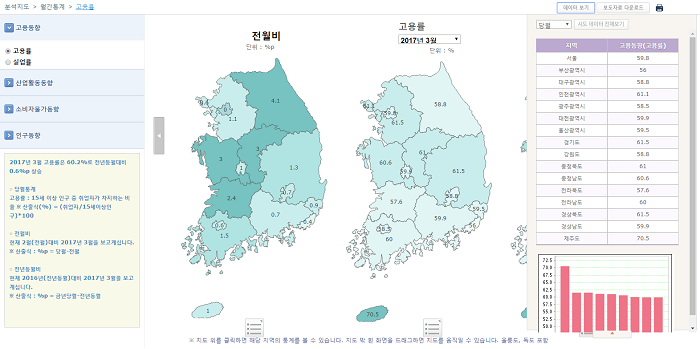 분석지도 > 월간통계 > 고용률
데이터 보기
보도자료 다운로드
고용동향
고용률
실업률
산업활동동향
소비자물가동향
인구동향
2017년 3월 고용률은 60.2%로 전년동월대비
0.6%p 상승
○ 당월통계
고용률 : 15세 이상 인구 중 취업자가 차지하는 비
율 ※ 산출식(%) = (취업자/15세이상인
구)*100
○ 전월비
현재 2월(전월)대비 2017년 3월을 보고계십니다.
※ 산출식 : %p = 당월-전월
○ 전년동월비
현재 2016년(전년동월)대비 2017년 3월을 보고
계십니다.
※ 산출식 : %p = 금년당월-전년동월
전월비
단위 : %p
4.1
1.1
3
3
1
1.3
2.4
0.7
0.7
0.9
0.4
1.5
1
고용률
2017년 3월
단위 : %
58.8
61.1
59.8
61.5
60.6
61
59.9
61.5
57.6
58.8
59.9
59.5
58.5
60
70.5
당월
시도 데이터 전체보기
지역 고용동향(고용률)
서울 59.8
부산광역시 56
대구광역시 58.8
인천광역시 61.1
광주광역시 58.5
대전광역시 59.9
울산광역시 59.5
경기도 61.5
강원도 58.8
충청북도 61
충청남도 60.6
전라북도 57.6
전라남도 60
경상북도 61.5
경상남도 59.9
제주도 70.5
72.5
70.0
67.5
65.0
62.5
60.0
57.5
55.0
52.5
50.0
※ 지도 위를 클릭하면 해당 지역의 통계를 볼 수 있습니다. 지도 밖 흰 화면을 드래그하면 지도를 움직일 수 있습니다. 울릉도, 독도 포함